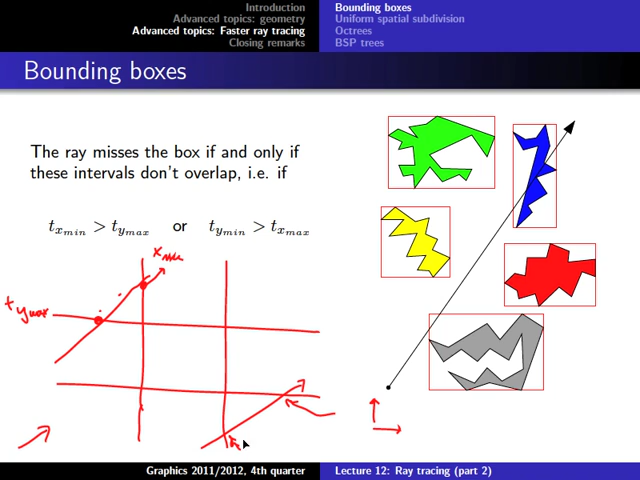 Introduction
Advanced topics: geometry
Advanced topics: Faster ray tracing
Closing remarks
Bounding boxes
Uniform spatial subdivision
Octrees
BSP trees
Bounding boxes
The ray misses the box if and only if
these intervals don't overlap, i.e. if
t_{x_{min}} > t_{y_{max}} or t_{y_{min}} > t_{x_{max}}
x min
t y max
Graphics 2011/2012, 4th quarter
Lecture 12: Ray tracing (part 2)